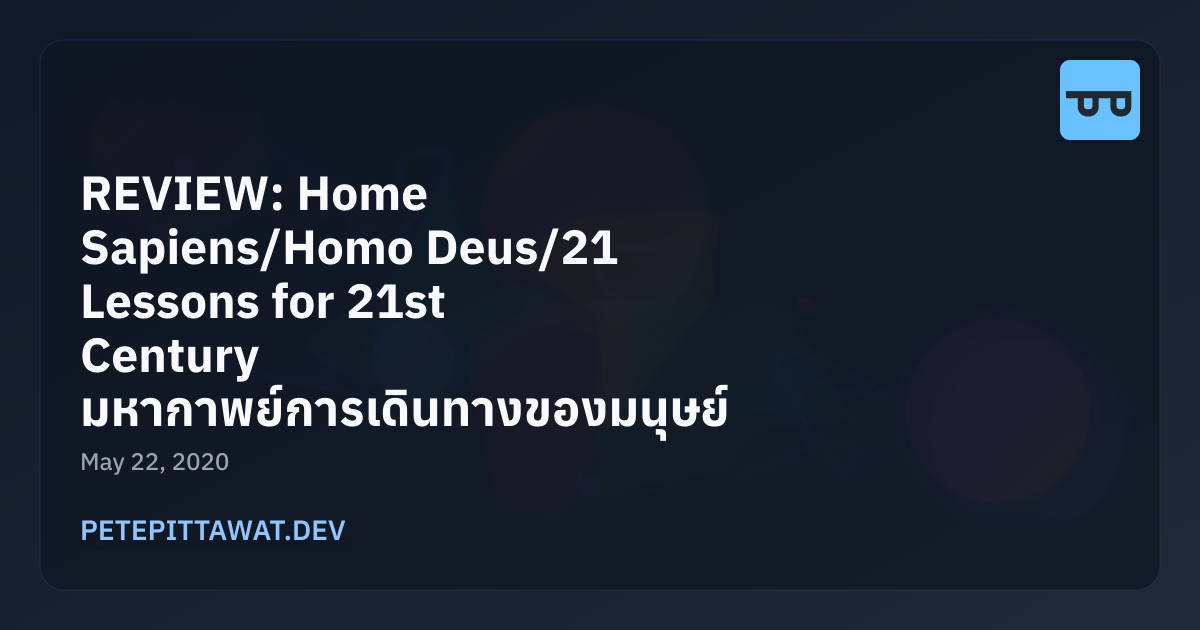 REVIEW: Home
Sapiens/Homo Deus/21
Lessons for 21st
Century
มหากาพย์การเดินทางของมนุษย์
May 22, 2020
PETEPITTAWAT.DEV